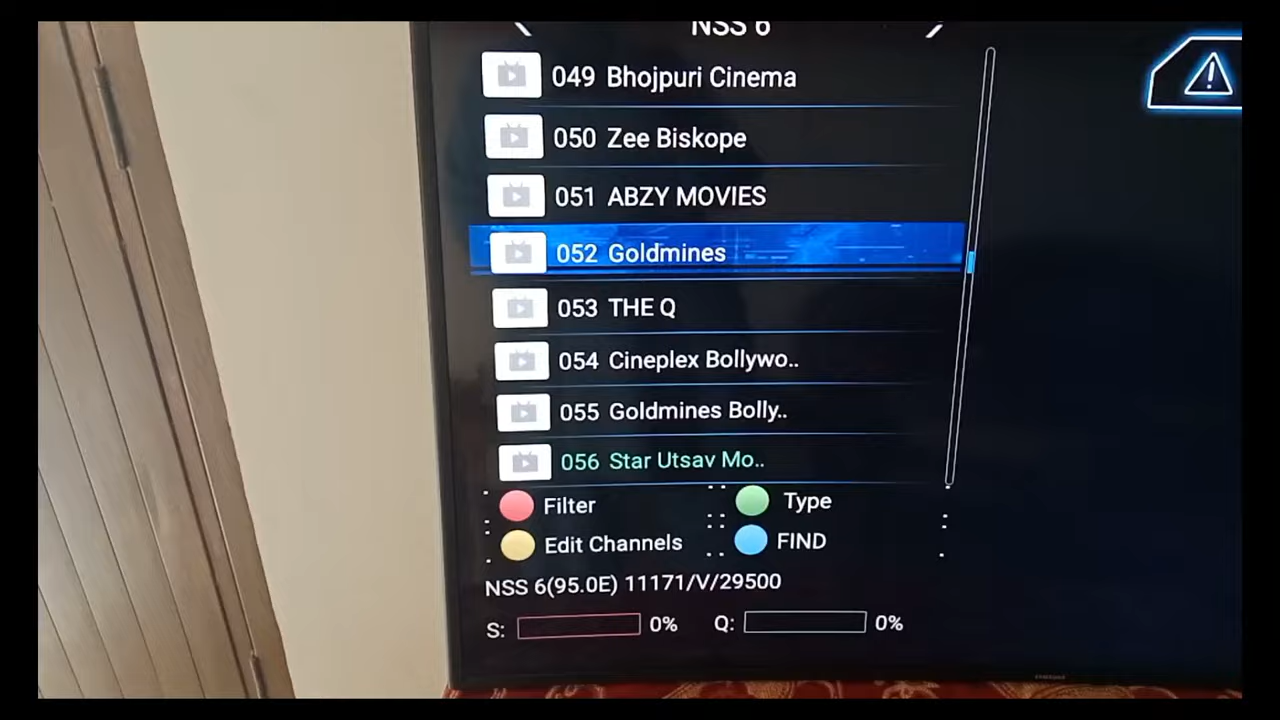 NSS 6
049 Bhojpuri Cinema
050 Zee Biskope
051 ABZY MOVIES
052 Goldmines
053 THE Q
054 Cineplex Bollywo..
055 Goldmines Bolly..
056 Star Utsav Mo..
Filter
Type
Edit Channels
FIND
NSS 6(95.0E) 11171/V/29500
S: 0% Q: 0%
SAMSUNG